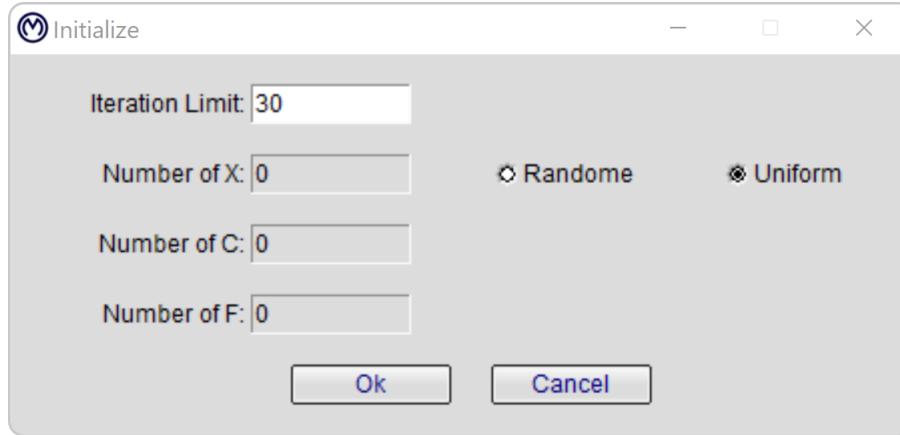 Initialize
Iteration Limit: 30
Number of X: 0 Randome Uniform
Number of C: 0
Number of F: 0
Ok Cancel